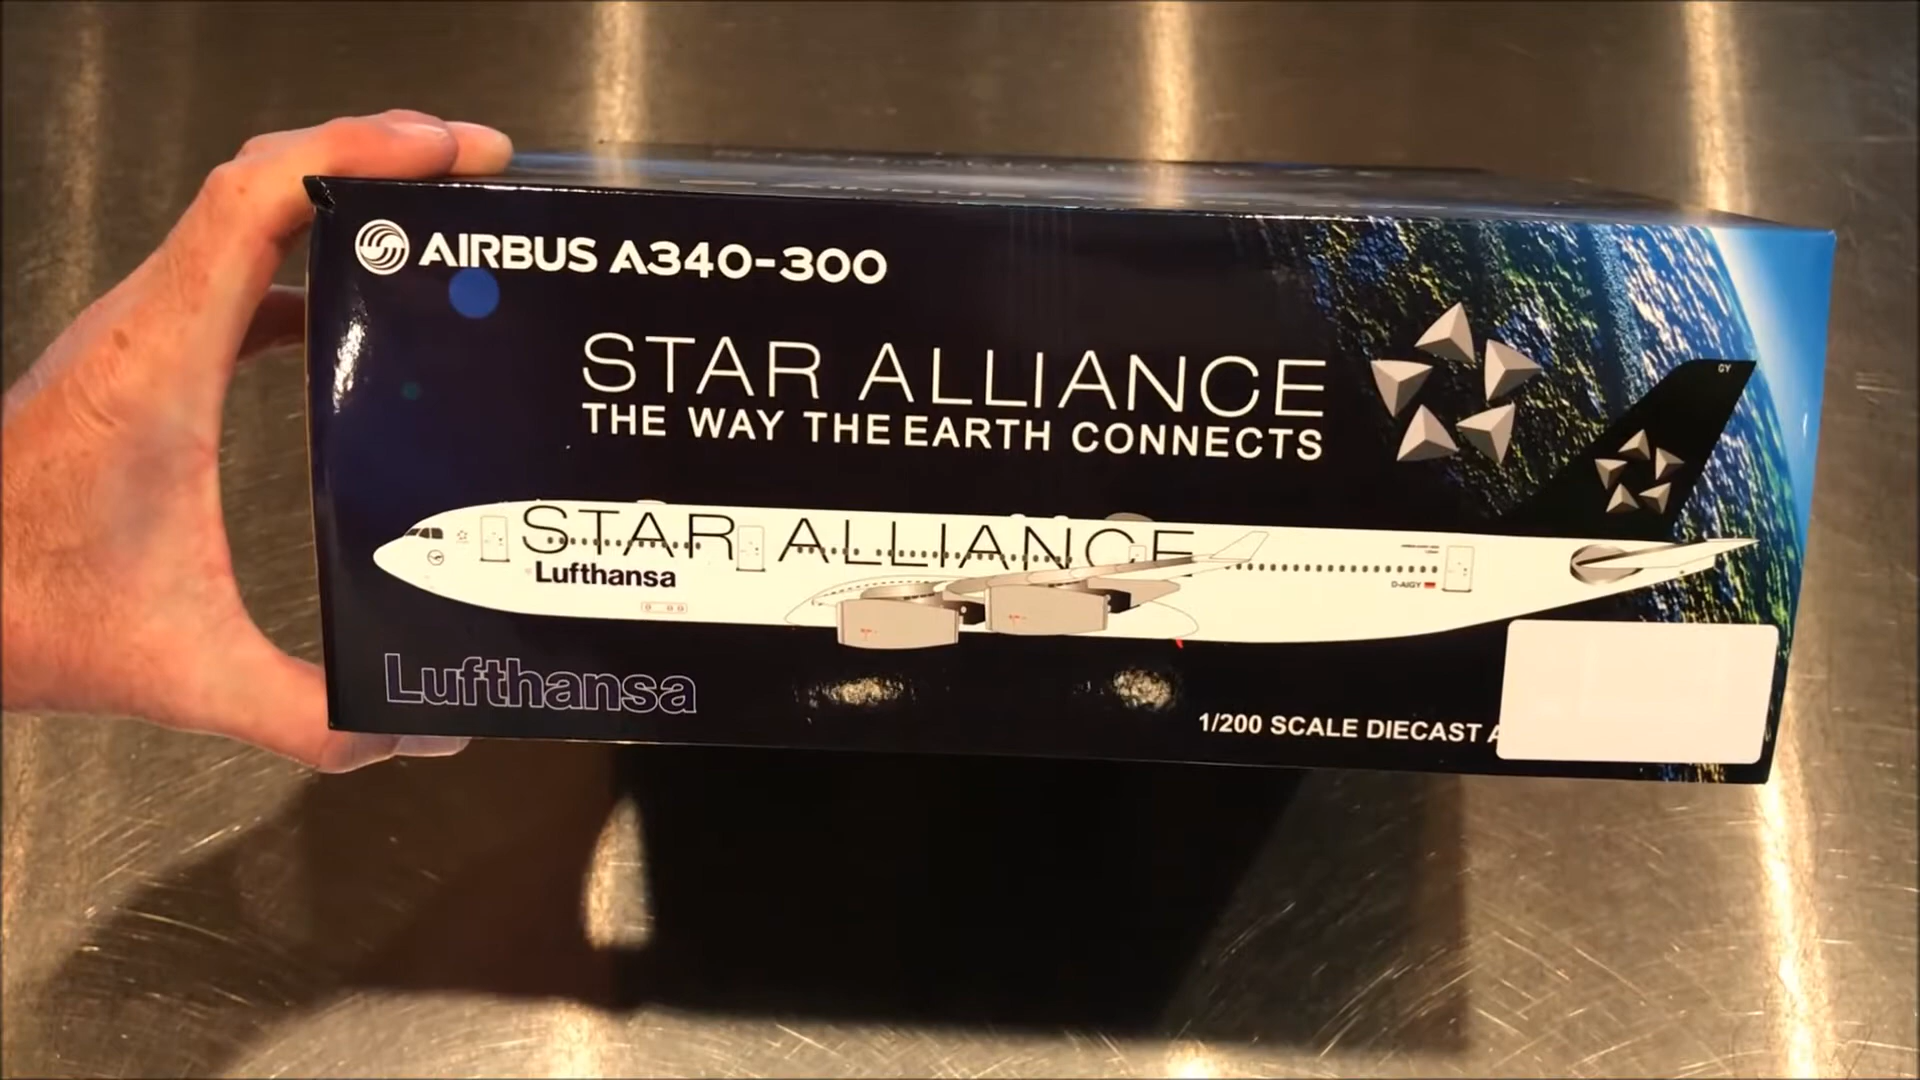 AIRBUS A340-300
STAR ALLIANCE
THE WAY THE EARTH CONNECTS
GY
STAR ALLIANCE
Lufthansa
D-AIGY
Lufthansa
1/200 SCALE DIECAST